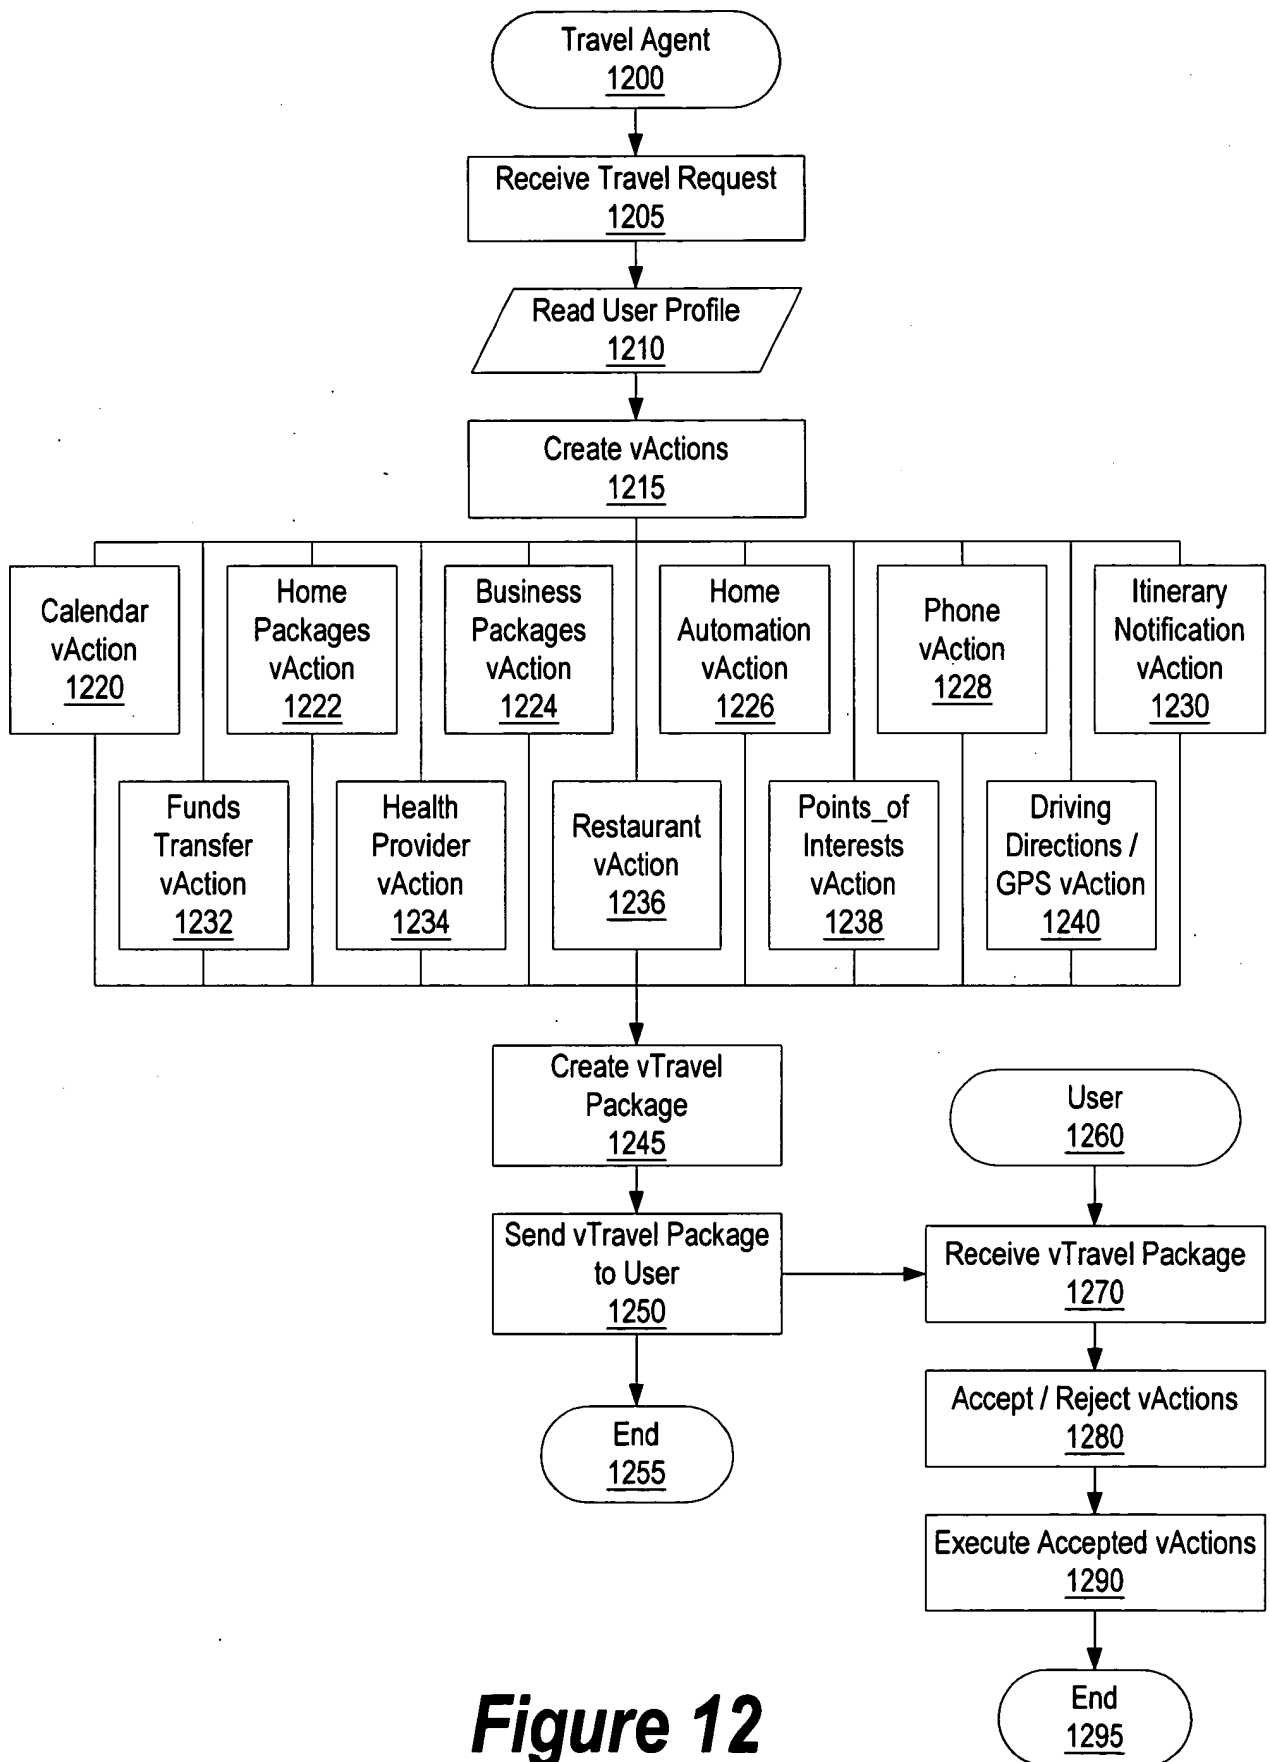 Travel Agent
1200
Receive Travel Request
1205
Read User Profile
1210
Create vActions
1215
Calendar
vAction
1220
Home
Packages
vAction
1222
Business
Packages
vAction
1224
Home
Automation
vAction
1226
Phone
vAction
1228
Itinerary
Notification
vAction
1230
Funds
Transfer
vAction
1232
Health
Provider
vAction
1234
Restaurant
vAction
1236
Points_of
Interests
vAction
1238
Driving
Directions /
GPS vAction
1240
Create vTravel
Package
1245
Send vTravel Package
to User
1250
End
1255
User
1260
Receive vTravel Package
1270
Accept / Reject vActions
1280
Execute Accepted vActions
1290
End
1295
Figure 12